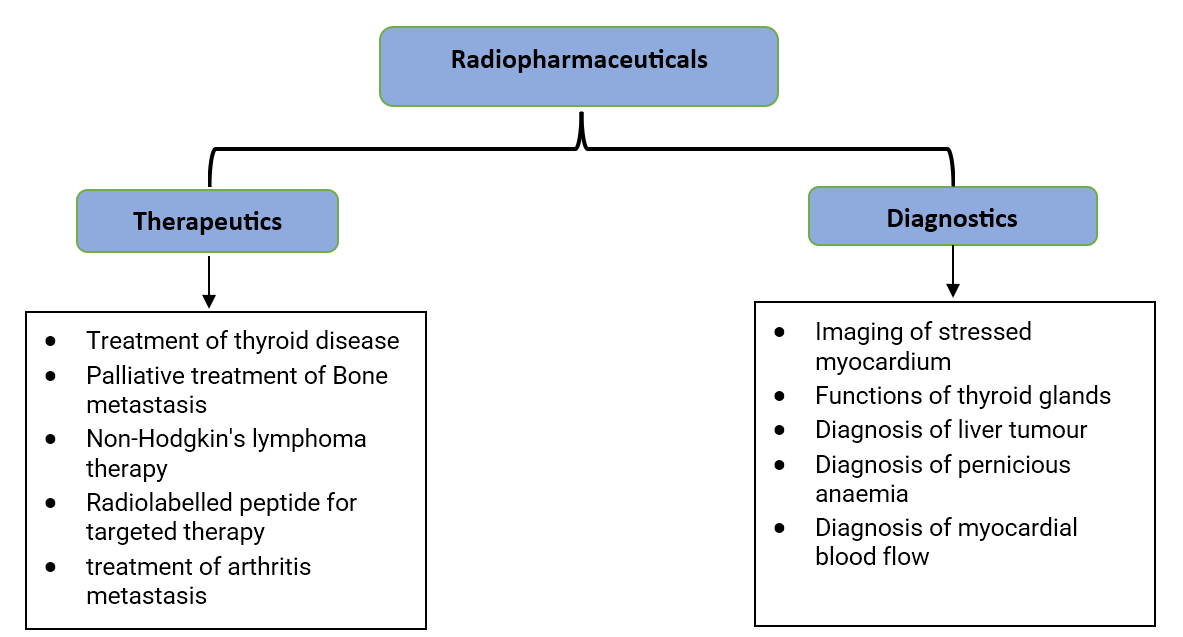 Radiopharmaceuticals
Therapeutics
Diagnostics
● Treatment of thyroid disease
● Palliative treatment of Bone
metastasis
● Non-Hodgkin's lymphoma
therapy
● Radiolabelled peptide for
targeted therapy
● treatment of arthritis
metastasis
● Imaging of stressed
myocardium
● Functions of thyroid glands
● Diagnosis of liver tumour
● Diagnosis of pernicious
anaemia
● Diagnosis of myocardial
blood flow